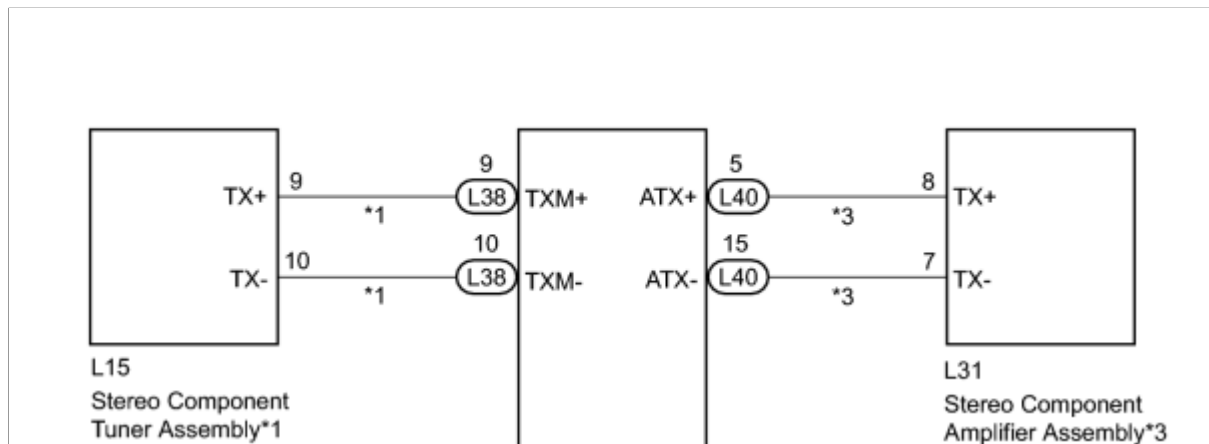 9 5
TX+ 9 L38 TXM+ ATX+ L40 8 TX+
*1 *3
10 15
TX- 10 L38 TXM- ATX- L40 7 TX-
*1 *3
L15
Stereo Component
Tuner Assembly*1
L31
Stereo Component
Amplifier Assembly*3